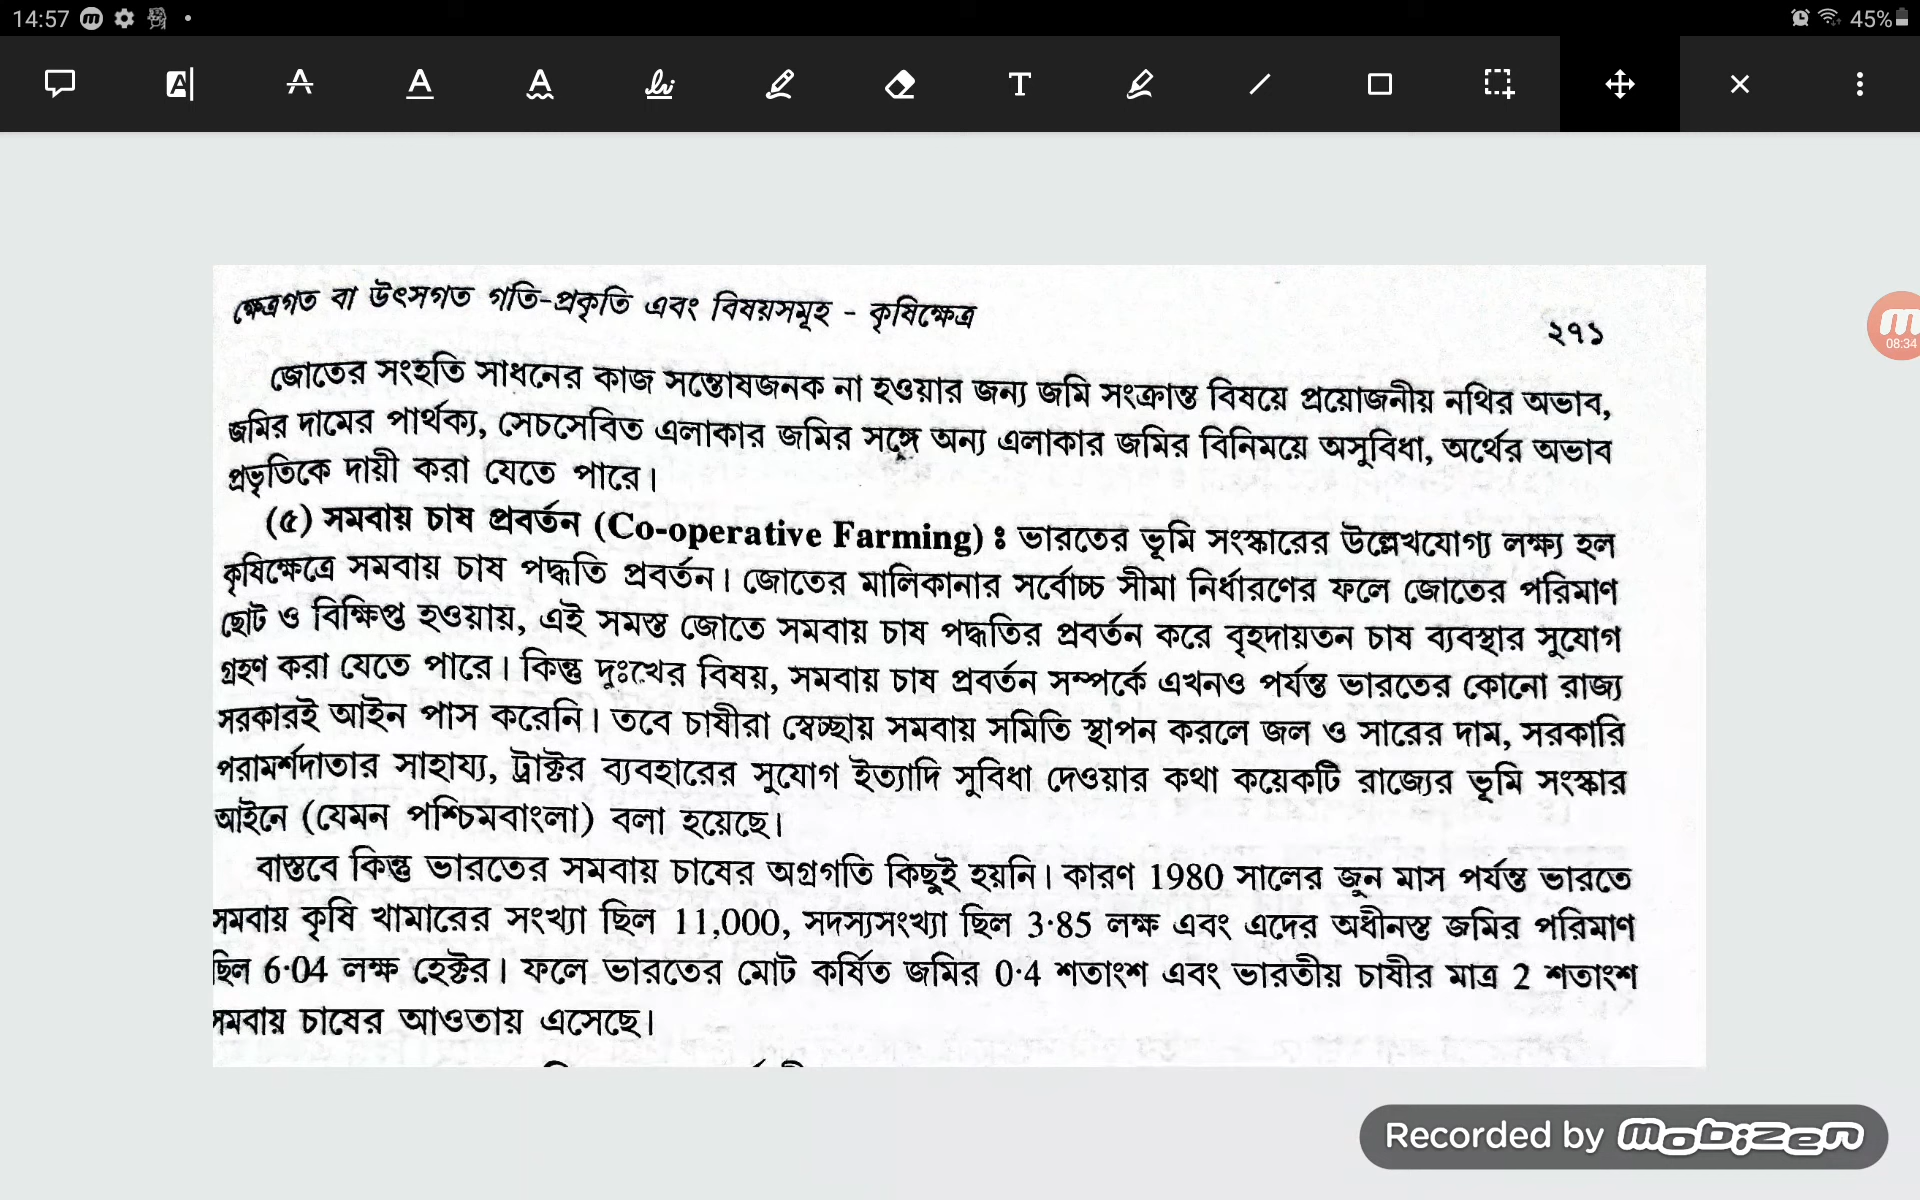 14:57
45%
ক্ষেত্রগত বা উৎসগত গতি-প্রকৃতি এবং বিষয়সমূহ - কৃষিক্ষেত্র
২৭১
জোতের সংহতি সাধনের কাজ সন্তোষজনক না হওয়ার জন্য জমি সংক্রান্ত বিষয়ে প্রয়োজনীয় নথির অভাব,
জমির দামের পার্থক্য, সেচসেবিত এলাকার জমির সঙ্গে অন্য এলাকার জমির বিনিময়ে অসুবিধা, অর্থের অভাব
প্রভৃতিকে দায়ী করা যেতে পারে।
(৫) সমবায় চাষ প্রবর্তন (Co-operative Farming) ঃ ভারতের ভূমি সংস্কারের উল্লেখযোগ্য লক্ষ্য হল
কৃষিক্ষেত্রে সমবায় চাষ পদ্ধতি প্রবর্তন। জোতের মালিকানার সর্বোচ্চ সীমা নির্ধারণের ফলে জোতের পরিমাণ
ছোট ও বিক্ষিপ্ত হওয়ায়, এই সমস্ত জোতে সমবায় চাষ পদ্ধতির প্রবর্তন করে বৃহদায়তন চাষ ব্যবস্থার সুযোগ
গ্রহণ করা যেতে পারে। কিন্তু দুঃখের বিষয়, সমবায় চাষ প্রবর্তন সম্পর্কে এখনও পর্যন্ত ভারতের কোনো রাজ্য
সরকারই আইন পাস করেনি। তবে চাষীরা স্বেচ্ছায় সমবায় সমিতি স্থাপন করলে জল ও সারের দাম, সরকারি
পরামর্শদাতার সাহায্য, ট্রাক্টর ব্যবহারের সুযোগ ইত্যাদি সুবিধা দেওয়ার কথা কয়েকটি রাজ্যের ভূমি সংস্কার
আইনে (যেমন পশ্চিমবাংলা) বলা হয়েছে।
বাস্তবে কিন্তু ভারতের সমবায় চাষের অগ্রগতি কিছুই হয়নি। কারণ 1980 সালের জুন মাস পর্যন্ত ভারতে
সমবায় কৃষি খামারের সংখ্যা ছিল 11,000, সদস্যসংখ্যা ছিল 3·85 লক্ষ এবং এদের অধীনস্ত জমির পরিমাণ
ছিল 6·04 লক্ষ হেক্টর। ফলে ভারতের মোট কর্ষিত জমির 0·4 শতাংশ এবং ভারতীয় চাষীর মাত্র 2 শতাংশ
সমবায় চাষের আওতায় এসেছে।
08:34
Recorded by Mobizen